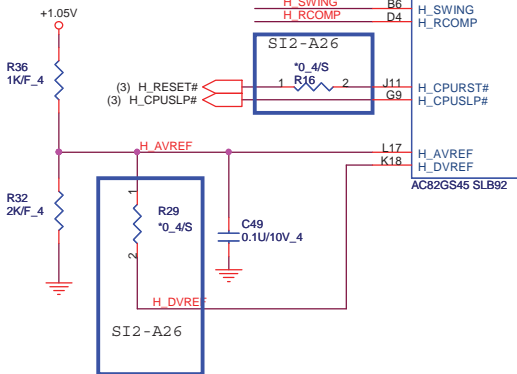 H_SWING B6 H_SWING
H_RCOMP D4 H_RCOMP
+1.05V
SI2-A26
R36
1K/F_4
*0_4/S
(3) H_RESET# 1 R16 2 J11 H_CPURST#
(3) H_CPUSLP# G9 H_CPUSLP#
H_AVREF L17 H_AVREF
K18 H_DVREF
AC82GS45 SLB92
R32
2K/F_4
1
R29
*0_4/S
2
C49
0.1U/10V_4
H_DVREF
SI2-A26